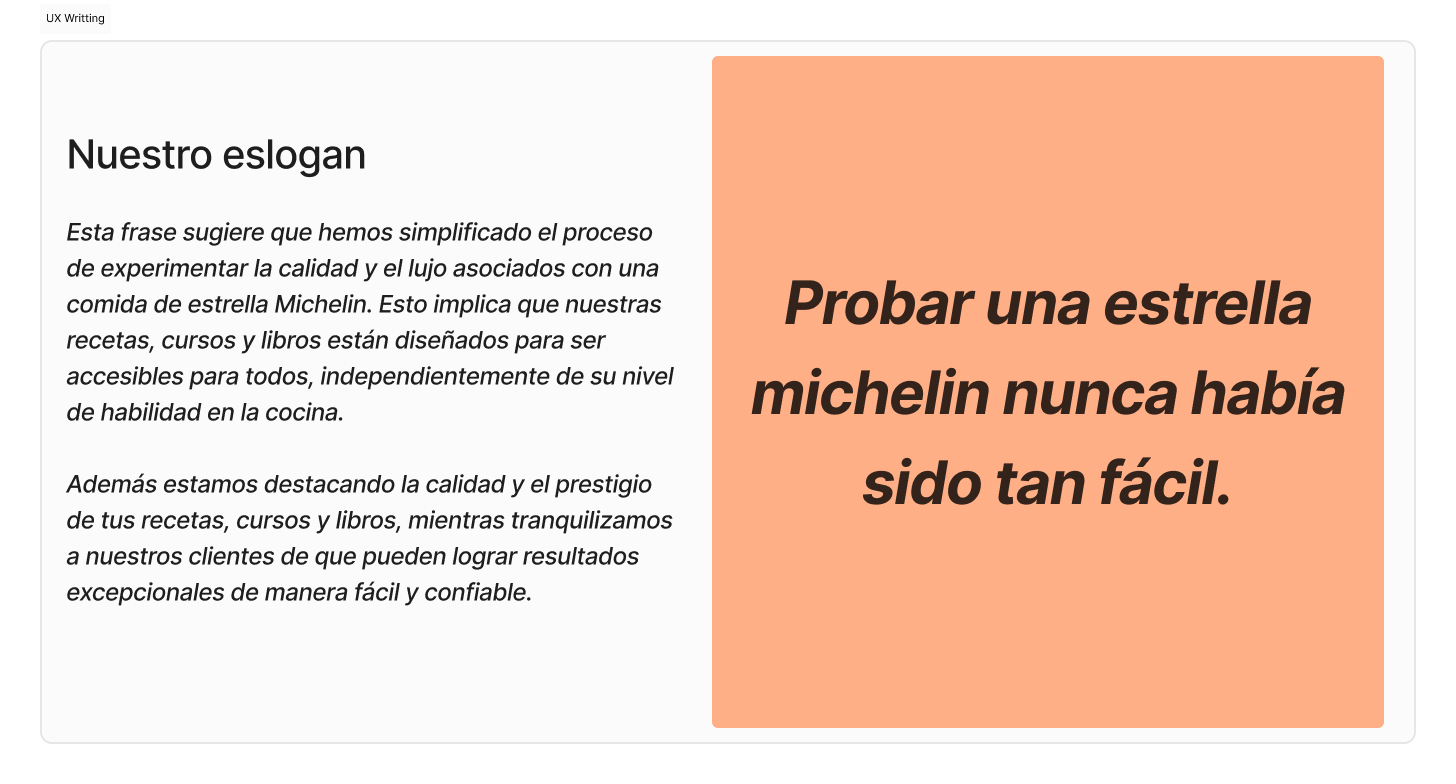 UX Writting
Nuestro eslogan
Esta frase sugiere que hemos simplificado el proceso
de experimentar la calidad y el lujo asociados con una
comida de estrella Michelin. Esto implica que nuestras
recetas, cursos y libros están diseñados para ser
accesibles para todos, independientemente de su nivel
de habilidad en la cocina.
Además estamos destacando la calidad y el prestigio
de tus recetas, cursos y libros, mientras tranquilizamos
a nuestros clientes de que pueden lograr resultados
excepcionales de manera fácil y confiable.
Probar una estrella
michelin nunca había
sido tan fácil.